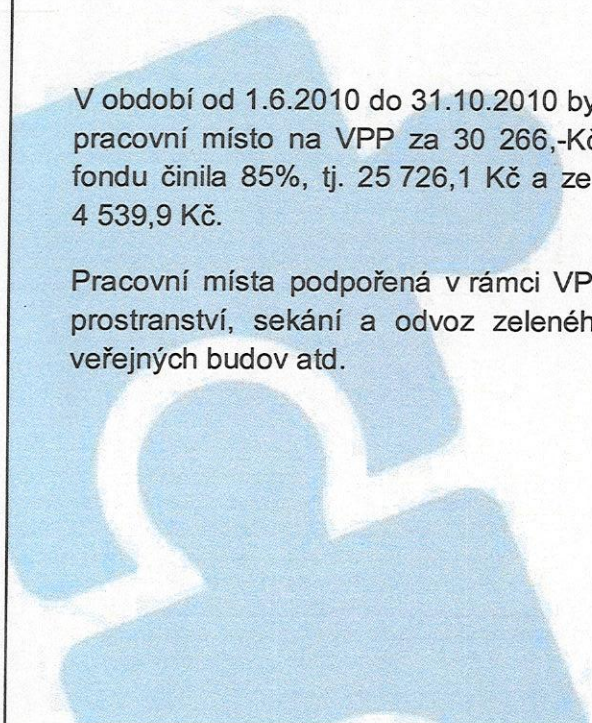 V období od 1.6.2010 do 31.10.2010 by
pracovní místo na VPP za 30 266,-Kč
fondu činila 85%, tj. 25 726,1 Kč a ze
4 539,9 Kč.
Pracovní místa podpořená v rámci VP
prostranství, sekání a odvoz zelenéh
veřejných budov atd.